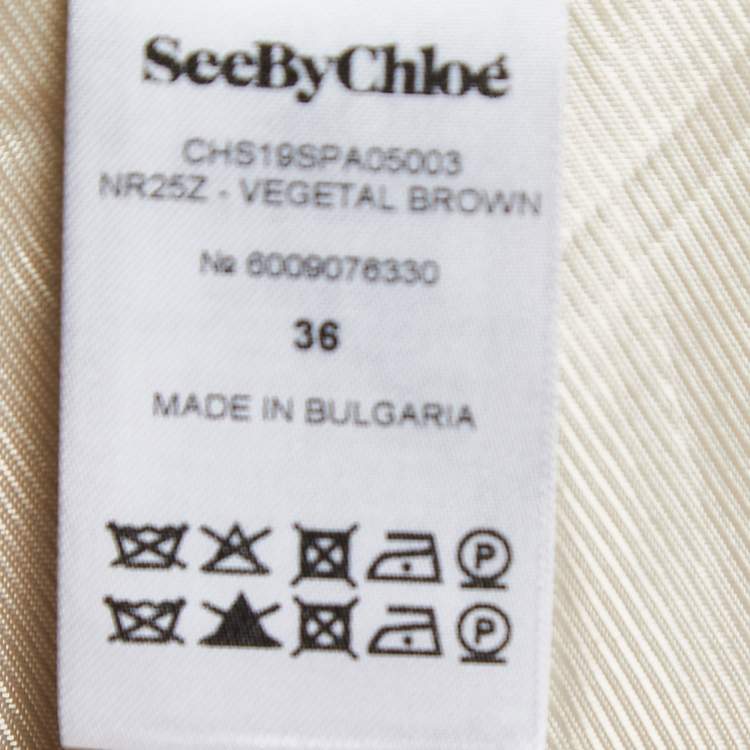 SeeByChloé
CHS19SPA05003
NR25Z - VEGETAL BROWN
№ 6009076330
36
MADE IN BULGARIA
P
P